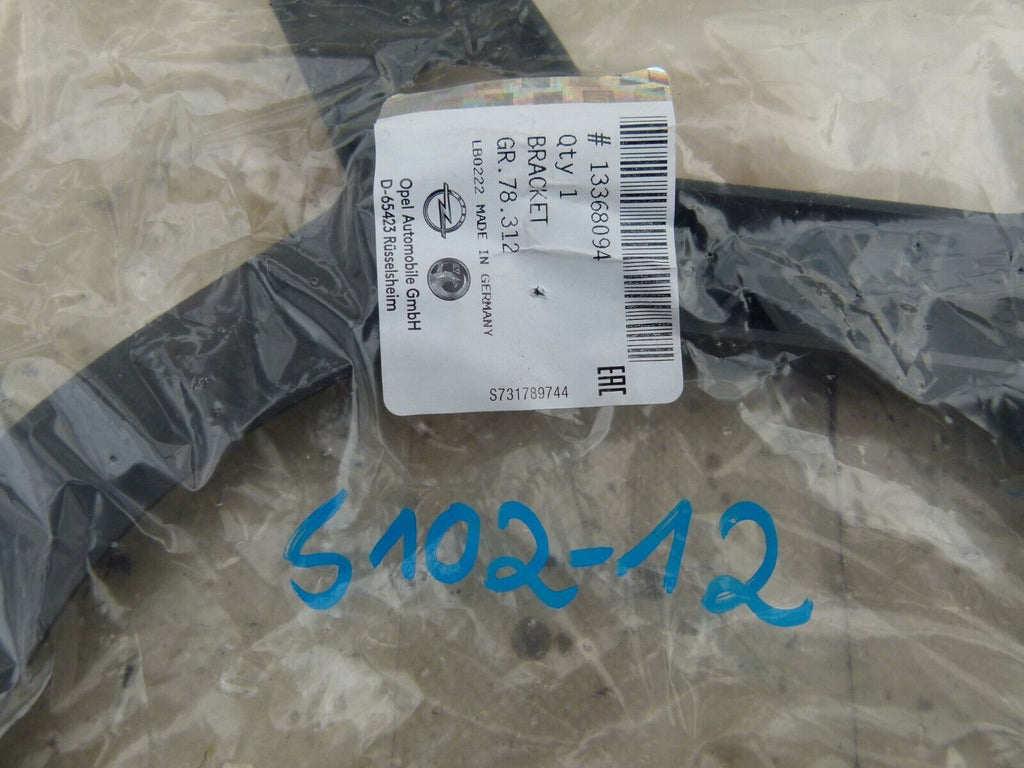 # 13368094
Qty 1
BRACKET
GR.78.312
LB0222 MADE IN GERMANY
Opel Automobile GmbH
D-65423 Rüsselsheim
EAC
S731789744
S102-12